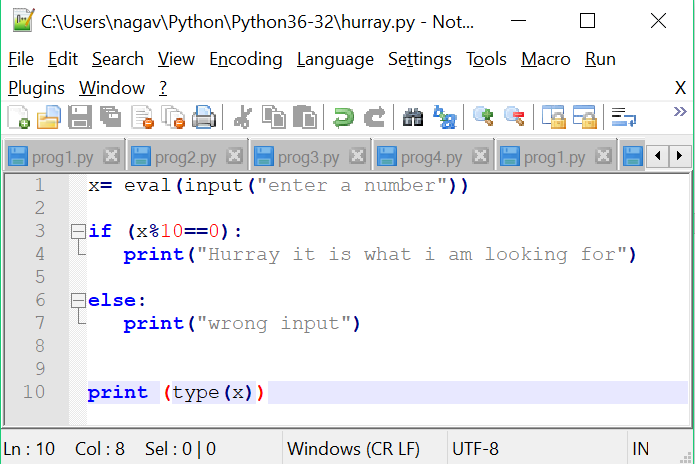 C:\Users\nagav\Python\Python36-32\hurray.py - Not...
File Edit Search View Encoding Language Settings Tools Macro Run
Plugins Window ? X
prog1.py prog2.py prog3.py prog4.py prog1.py
1 x= eval(input("enter a number"))
2
3 if (x%10==0):
4 print("Hurray it is what i am looking for")
5
6 else:
7 print("wrong input")
8
9
10 print (type(x))
Ln : 10 Col : 8 Sel : 0 | 0 Windows (CR LF) UTF-8 IN